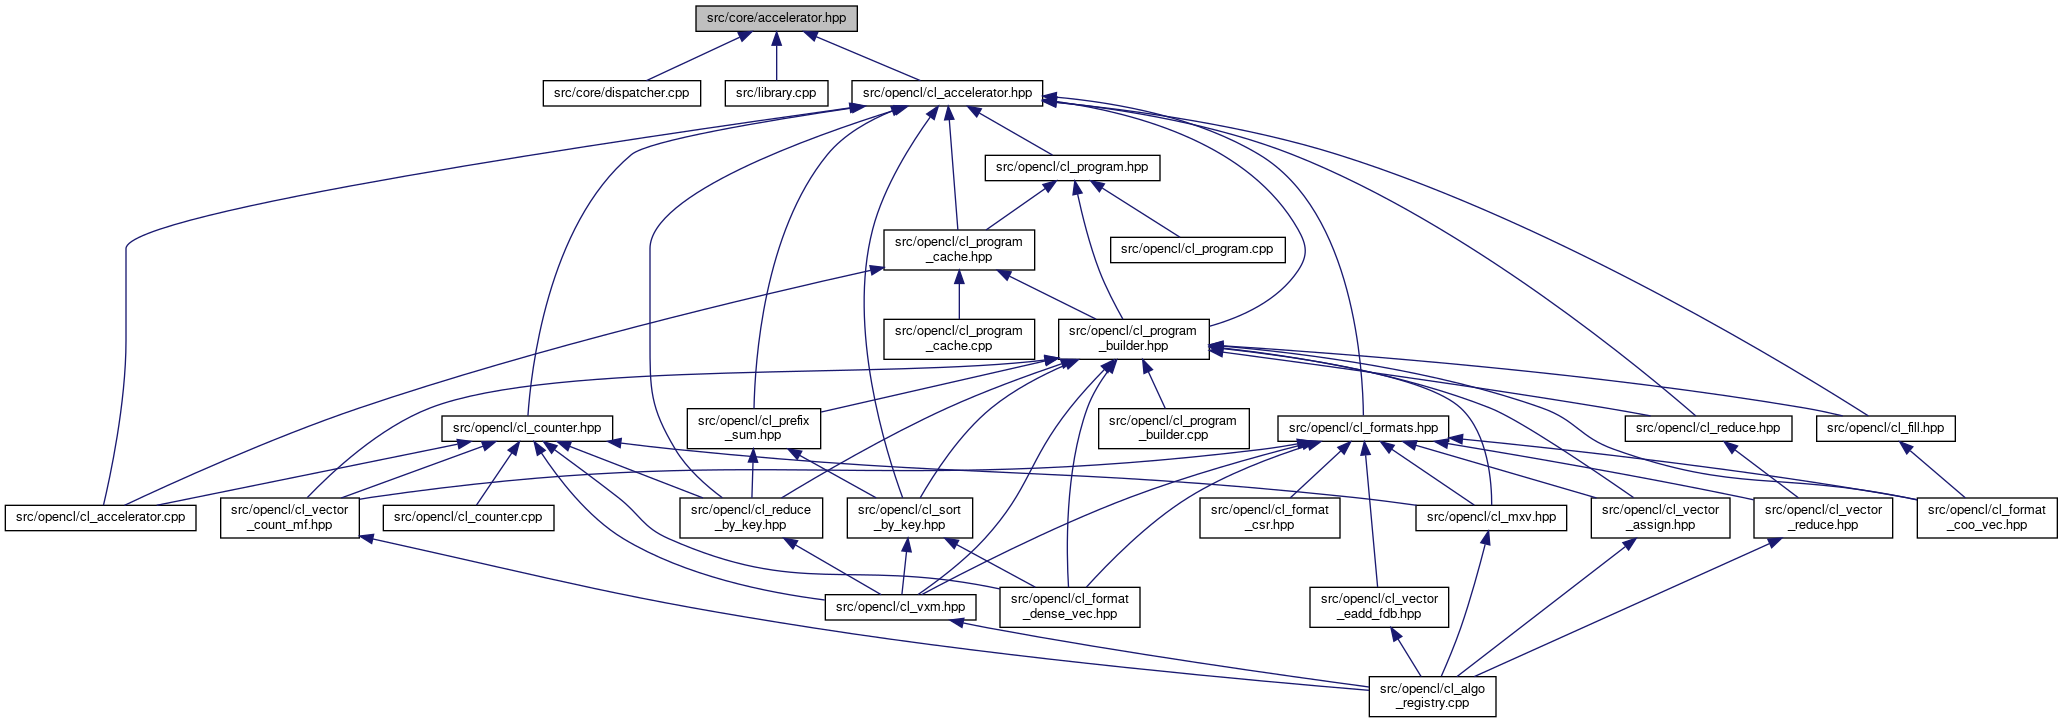 src/core/accelerator.hpp
src/core/dispatcher.cpp
src/library.cpp
src/opencl/cl_accelerator.hpp
src/opencl/cl_program.hpp
src/opencl/cl_program
_cache.hpp
src/opencl/cl_program.cpp
src/opencl/cl_program
_cache.cpp
src/opencl/cl_program
_builder.hpp
src/opencl/cl_counter.hpp
src/opencl/cl_prefix
_sum.hpp
src/opencl/cl_program
_builder.cpp
src/opencl/cl_formats.hpp
src/opencl/cl_reduce.hpp
src/opencl/cl_fill.hpp
src/opencl/cl_accelerator.cpp
src/opencl/cl_vector
_count_mf.hpp
src/opencl/cl_counter.cpp
src/opencl/cl_reduce
_by_key.hpp
src/opencl/cl_sort
_by_key.hpp
src/opencl/cl_format
_csr.hpp
src/opencl/cl_mxv.hpp
src/opencl/cl_vector
_assign.hpp
src/opencl/cl_vector
_reduce.hpp
src/opencl/cl_format
_coo_vec.hpp
src/opencl/cl_vxm.hpp
src/opencl/cl_format
_dense_vec.hpp
src/opencl/cl_vector
_eadd_fdb.hpp
src/opencl/cl_algo
_registry.cpp